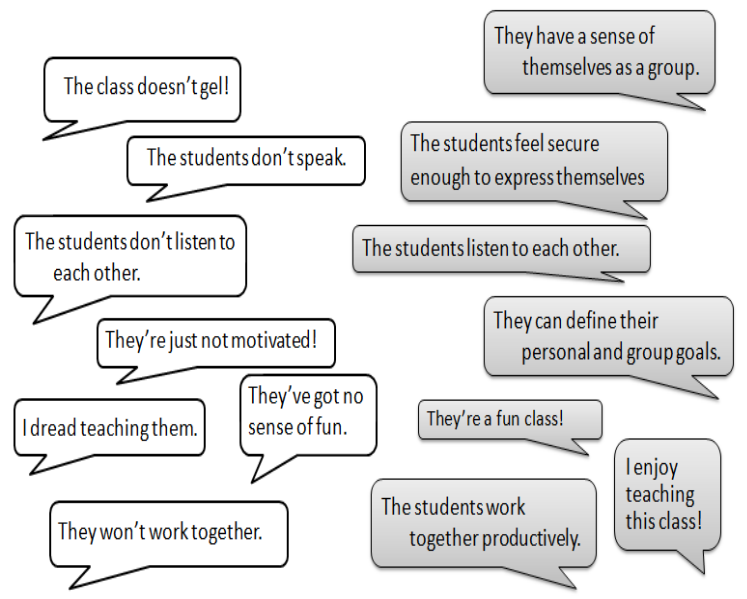 The class doesn't gel!
The students don't speak.
The students don't listen to
each other.
They're just not motivated!
I dread teaching them.
They've got no
sense of fun.
They won't work together.
They have a sense of
themselves as a group.
The students feel secure
enough to express themselves
The students listen to each other.
They can define their
personal and group goals.
They're a fun class!
I enjoy
teaching
this class!
The students work
together productively.